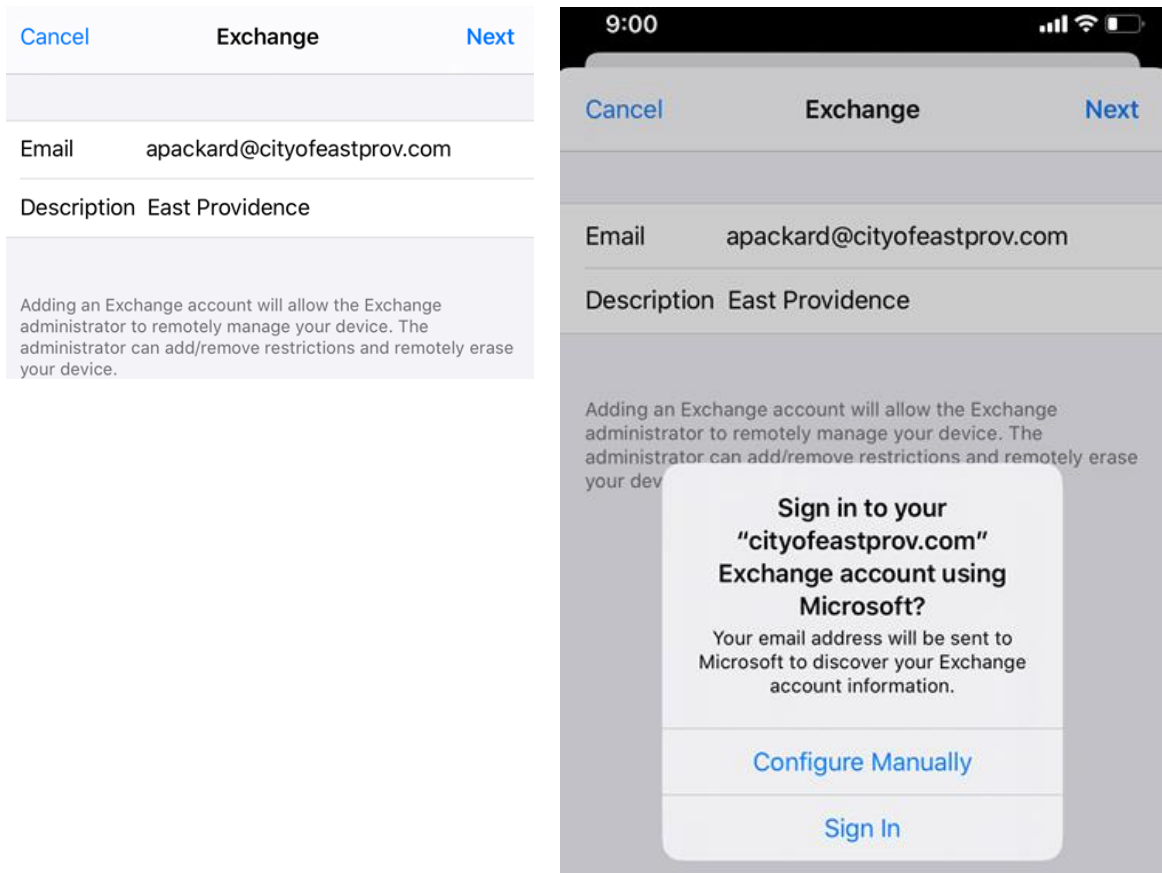 Cancel Exchange Next
Email apackard@cityofeastprov.com
Description East Providence
Adding an Exchange account will allow the Exchange
administrator to remotely manage your device. The
administrator can add/remove restrictions and remotely erase
your device.
9:00
Cancel Exchange Next
Email apackard@cityofeastprov.com
Description East Providence
Adding an Exchange account will allow the Exchange
administrator to remotely manage your device. The
administrator can add/remove restrictions and remotely erase
your dev
Sign in to your
“cityofeastprov.com”
Exchange account using
Microsoft?
Your email address will be sent to
Microsoft to discover your Exchange
account information.
Configure Manually
Sign In